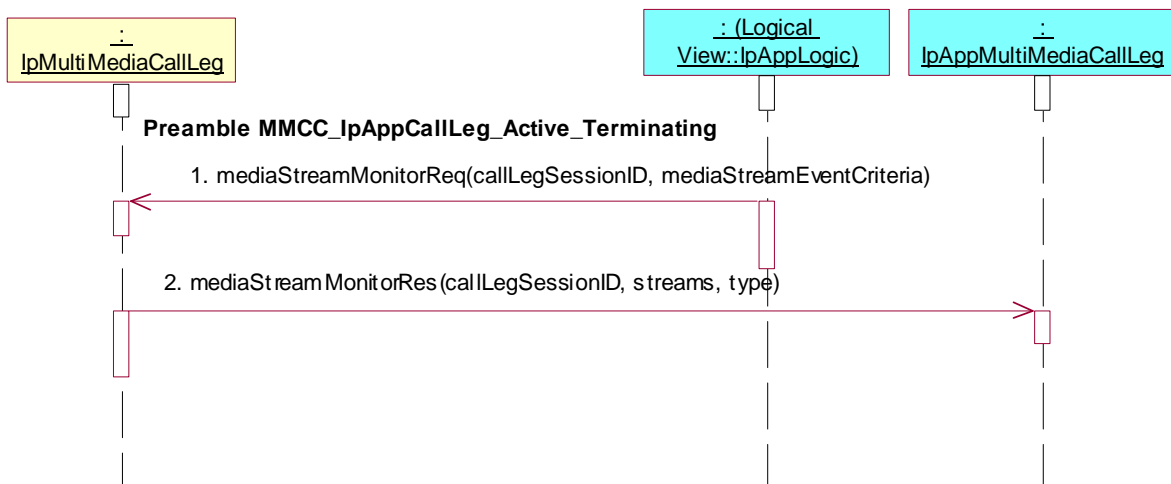 :
IpMultiMediaCallLeg
: (Logical
View::IpAppLogic)
:
IpAppMultiMediaCallLeg
Preamble MMCC_IpAppCallLeg_Active_Terminating
1. mediaStreamMonitorReq(callLegSessionID, mediaStreamEventCriteria)
2. mediaStreamMonitorRes(callLegSessionID, streams, type)